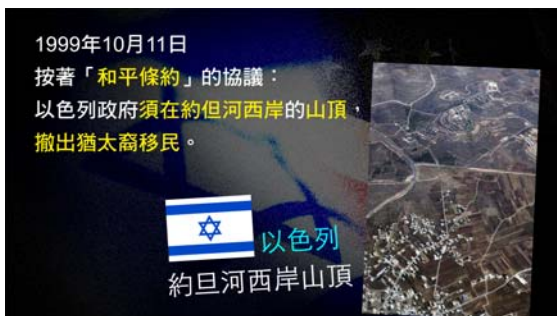 1999年10月11日
按著「和平條約」的協議：
以色列政府須在約但河西岸的山頂，
撤出猶太裔移民。
以色列
約旦河西岸山頂